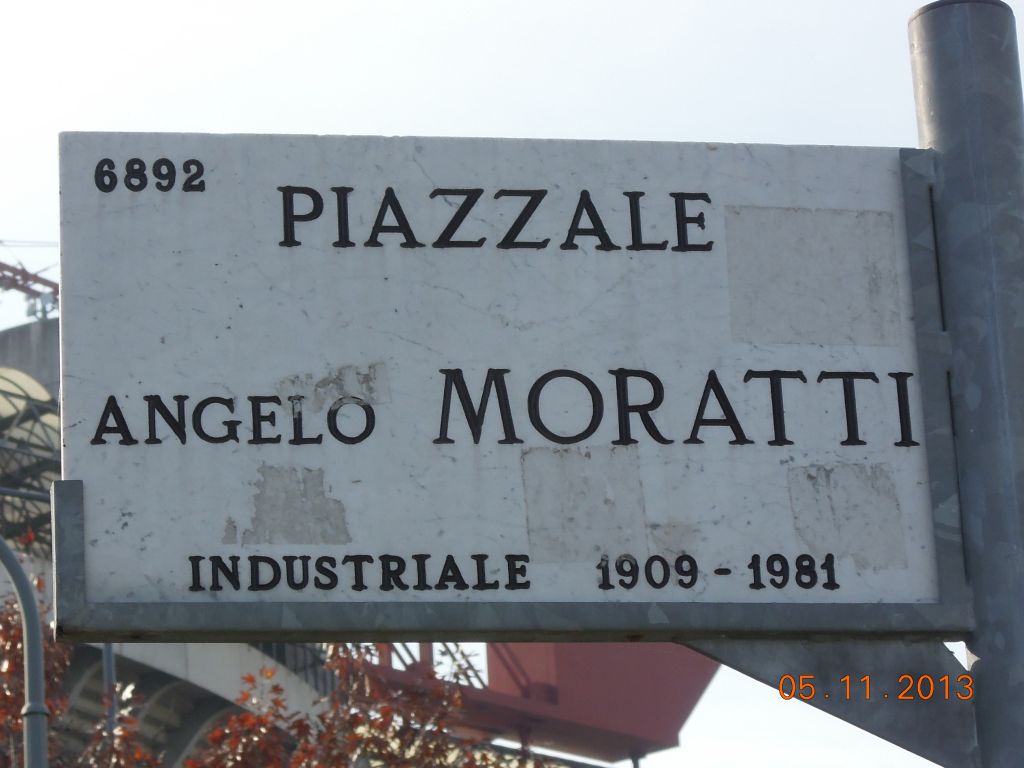 6892
PIAZZALE
ANGELO MORATTI
INDUSTRIALE 1909-1981
05.11.2013